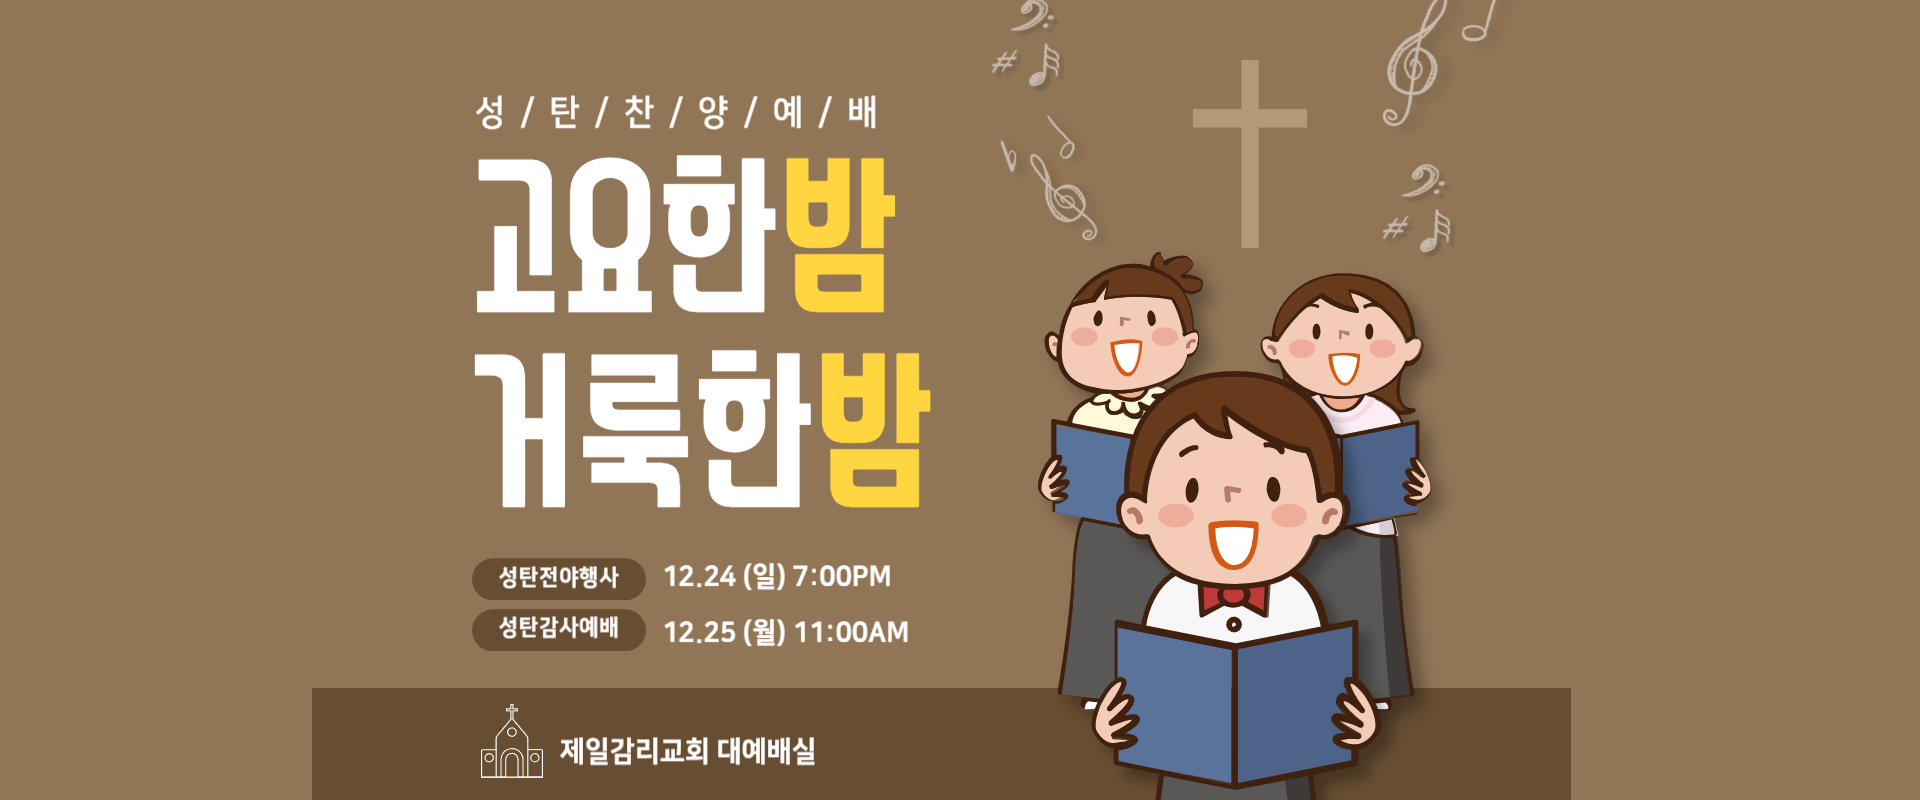 성/탄/찬/양/예/배
고요한밤
거룩한밤
성탄전야행사 12.24 (일) 7:00PM
성탄감사예배 12.25 (월) 11:00AM
제일감리교회 대예배실